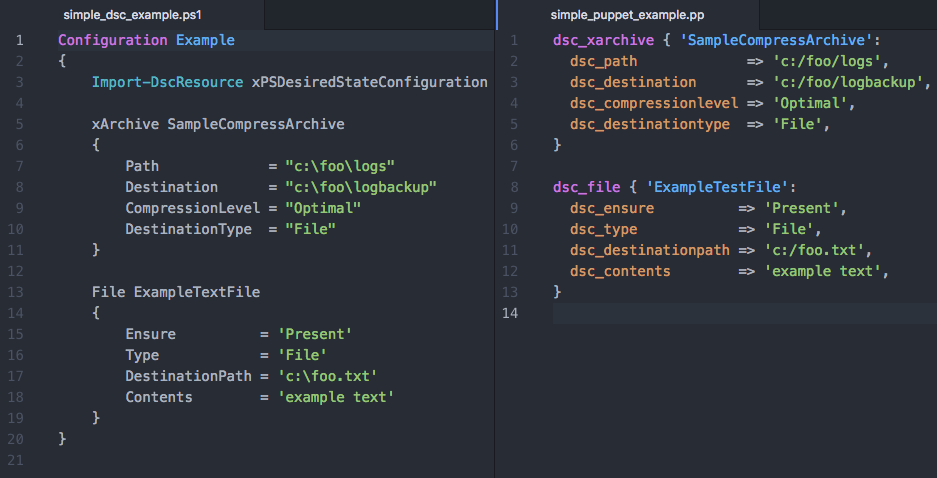 simple_dsc_example.ps1
1 Configuration Example
2 {
3     Import-DscResource xPSDesiredStateConfiguration
4
5     xArchive SampleCompressArchive
6     {
7         Path             = "c:\foo\logs"
8         Destination      = "c:\foo\logbackup"
9         CompressionLevel = "Optimal"
10         DestinationType  = "File"
11     }
12
13     File ExampleTextFile
14     {
15         Ensure          = 'Present'
16         Type            = 'File'
17         DestinationPath = 'c:\foo.txt'
18         Contents        = 'example text'
19     }
20 }
21
simple_puppet_example.pp
1 dsc_xarchive { 'SampleCompressArchive':
2   dsc_path             => 'c:/foo/logs',
3   dsc_destination      => 'c:/foo/logbackup',
4   dsc_compressionlevel => 'Optimal',
5   dsc_destinationtype  => 'File',
6 }
7
8 dsc_file { 'ExampleTestFile':
9   dsc_ensure          => 'Present',
10   dsc_type            => 'File',
11   dsc_destinationpath => 'c:/foo.txt',
12   dsc_contents        => 'example text',
13 }
14